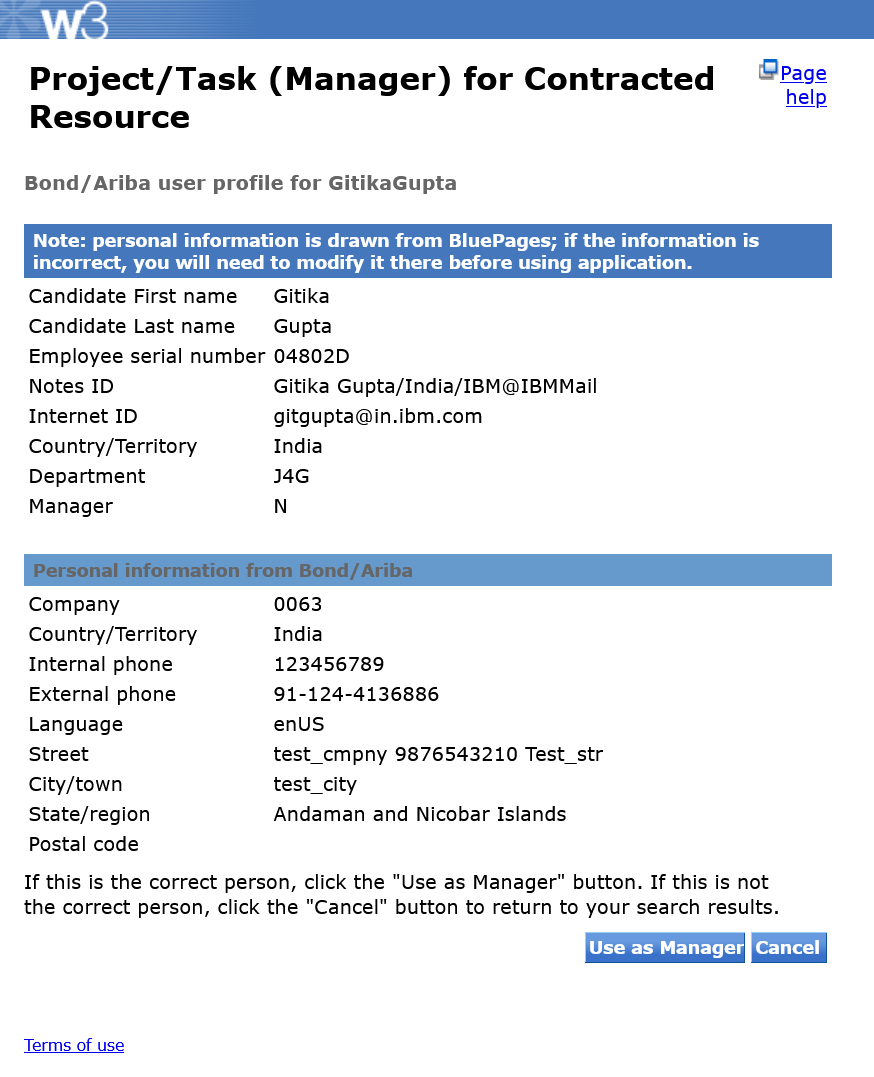 w3
Project/Task (Manager) for Contracted
Resource
Page
help
Bond/Ariba user profile for GitikaGupta
Note: personal information is drawn from BluePages; if the information is
incorrect, you will need to modify it there before using application.
Candidate First name Gitika
Candidate Last name Gupta
Employee serial number 04802D
Notes ID Gitika Gupta/India/IBM@IBMMail
Internet ID gitgupta@in.ibm.com
Country/Territory India
Department J4G
Manager N
Personal information from Bond/Ariba
Company 0063
Country/Territory India
Internal phone 123456789
External phone 91-124-4136886
Language enUS
Street test_cmpny 9876543210 Test_str
City/town test_city
State/region Andaman and Nicobar Islands
Postal code
If this is the correct person, click the "Use as Manager" button. If this is not
the correct person, click the "Cancel" button to return to your search results.
Use as Manager Cancel
Terms of use